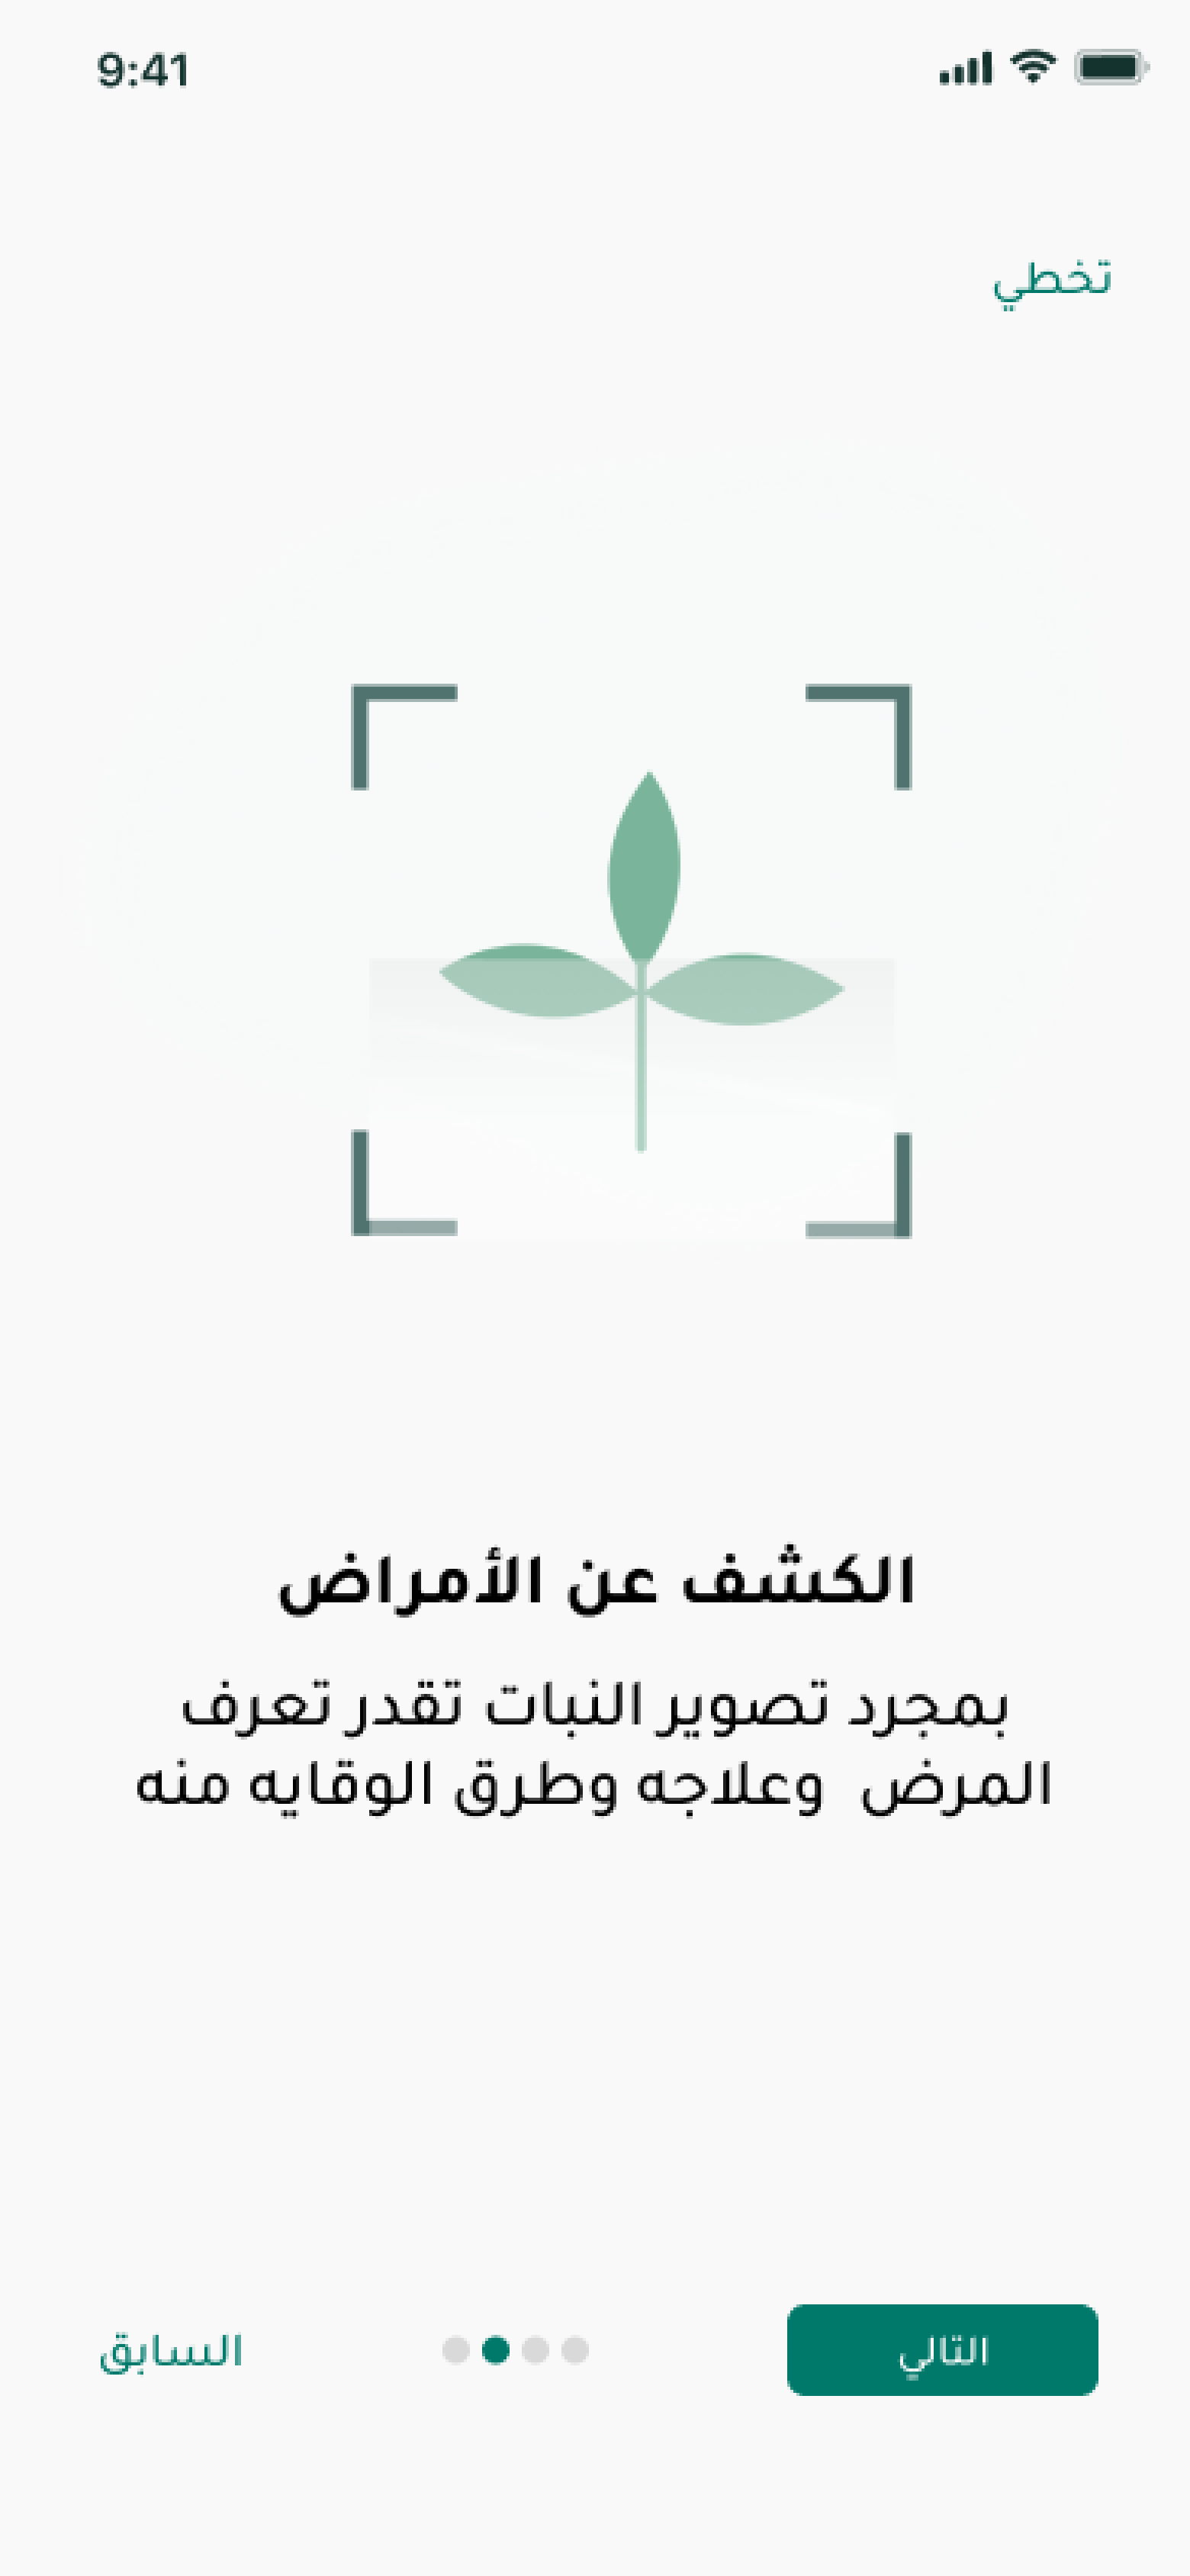 9:41
تخطي
الكشف عن الأمراض
بمجرد تصوير النبات تقدر تعرف
المرض وعلاجه وطرق الوقايه منه
التالي
السابق